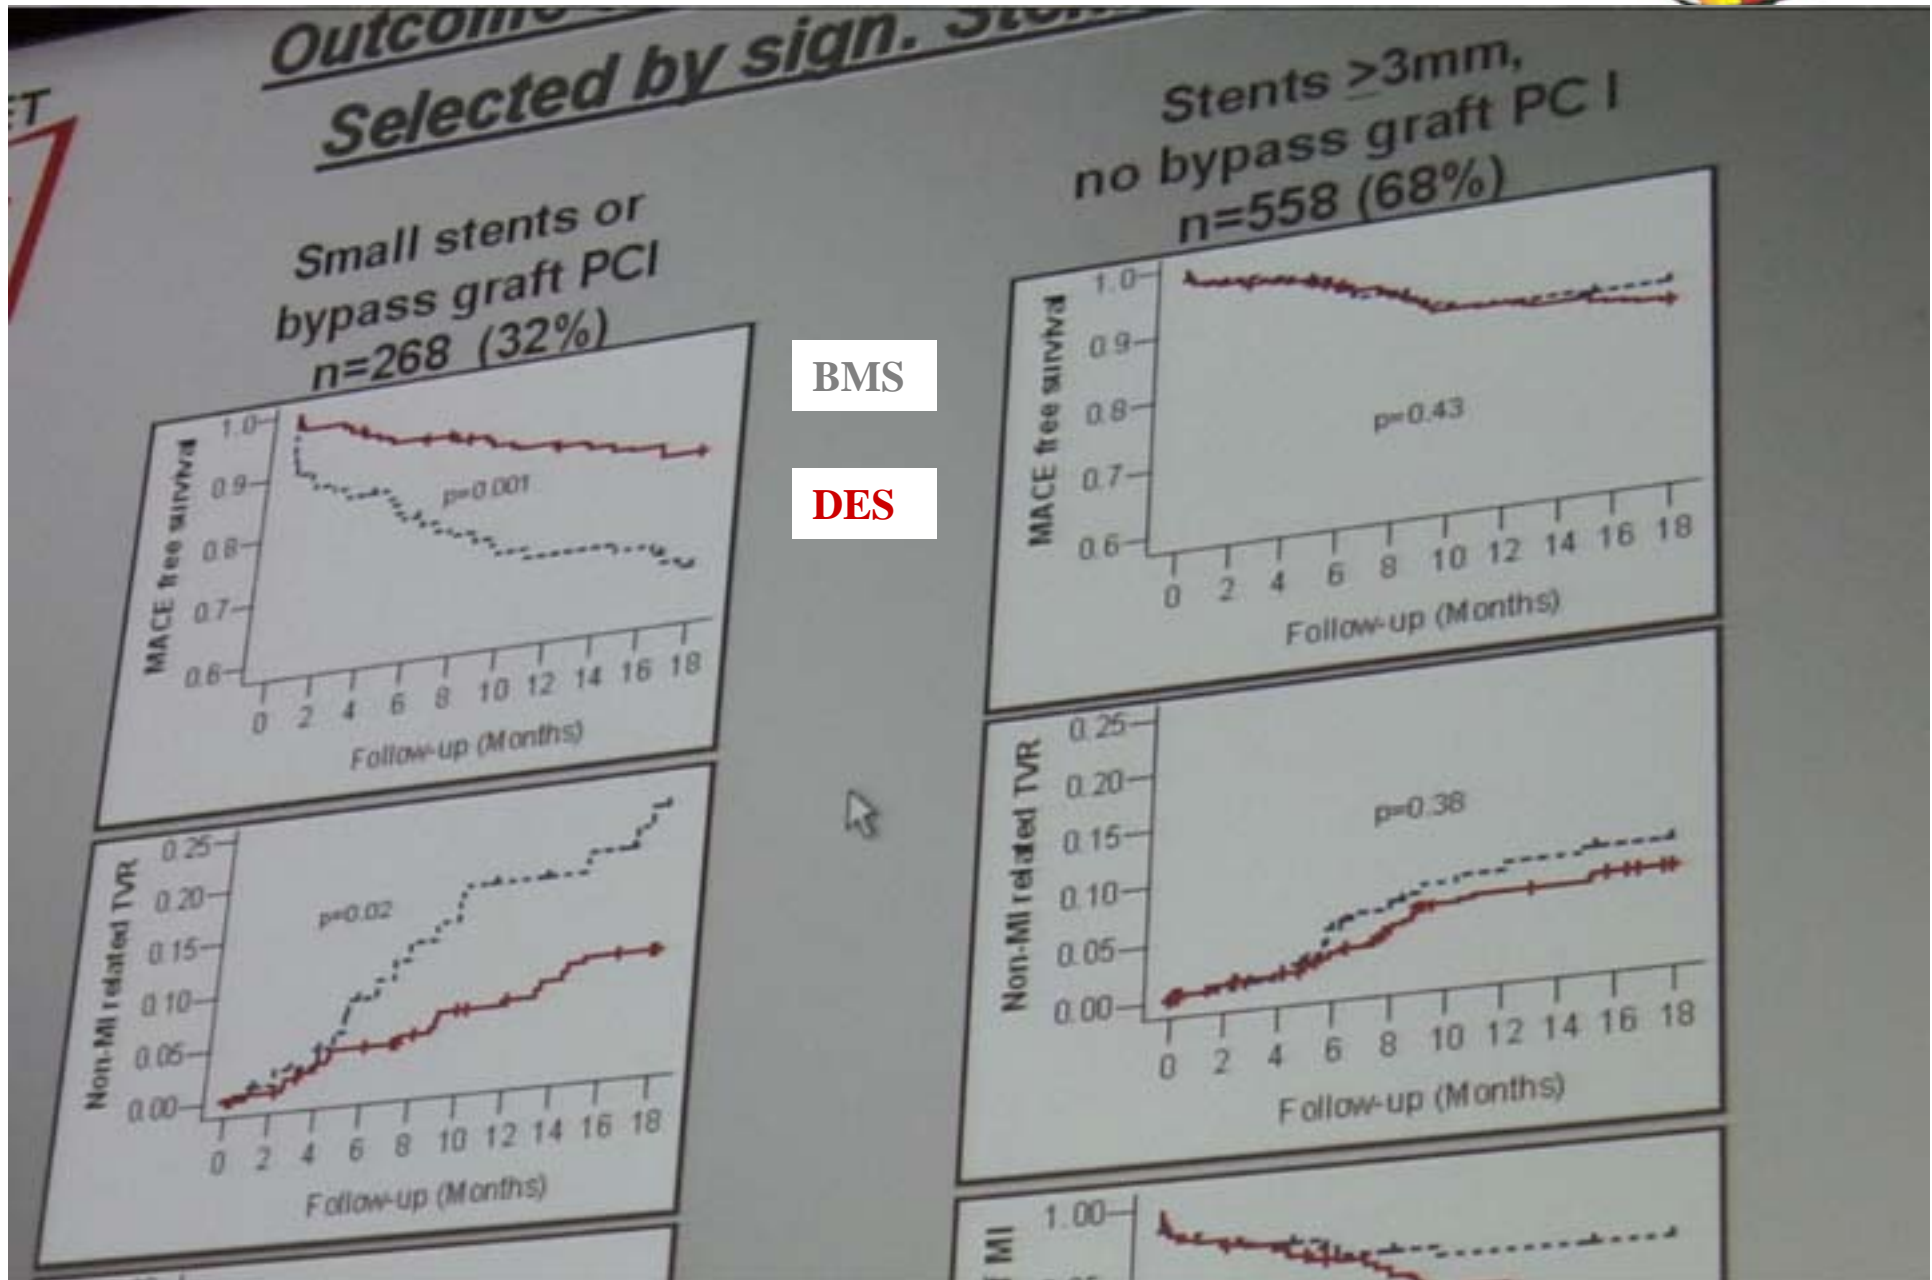 Selected by sign.
Small stents or
bypass graft PCI
n=268 (32%)
1.0
0.9
0.8
0.7
0.6
MACE free survival
p=0.001
0 2 4 6 8 10 12 14 16 18
Follow-up (Months)
0.25
0.20
0.15
0.10
0.05
0.00
Non-MI related TVR
p=0.02
0 2 4 6 8 10 12 14 16 18
Follow-up (Months)
BMS
DES
Stents ≥3mm,
no bypass graft PC I
n=558 (68%)
1.0
0.9
0.8
0.7
0.6
MACE free survival
p=0.43
0 2 4 6 8 10 12 14 16 18
Follow-up (Months)
0.25
0.20
0.15
0.10
0.05
0.00
Non-MI related TVR
p=0.38
0 2 4 6 8 10 12 14 16 18
Follow-up (Months)
1.00
MI